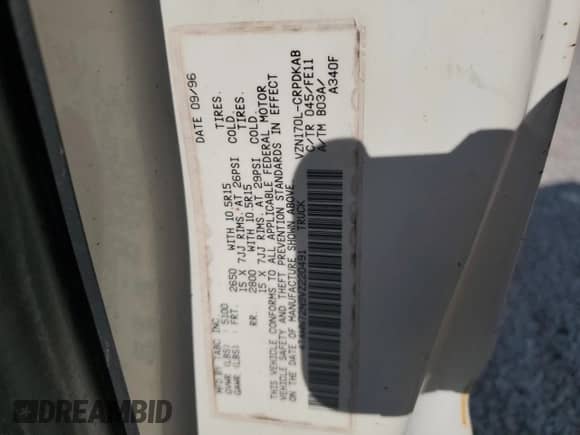 MFD BY TABC INC DATE 09/96
GVWR (LBS): 5100
GAWR (LBS): FRT. 2650 WITH 10.5R15 TIRES.
15 X 7JJ RIMS. AT 26PSI COLD.
RR. 2800 WITH 10.5R15 TIRES.
15 X 7JJ RIMS. AT 29PSI COLD.
THIS VEHICLE CONFORMS TO ALL APPLICABLE FEDERAL MOTOR
VEHICLE SAFETY AND THEFT PREVENTION STANDARDS IN EFFECT
ON THE DATE OF MANUFACTURE SHOWN ABOVE.
TRUCK
VZN170L-CRPDKAB
C/TR 045/FE11
A/TM B03A/
A340F
DREAMBID